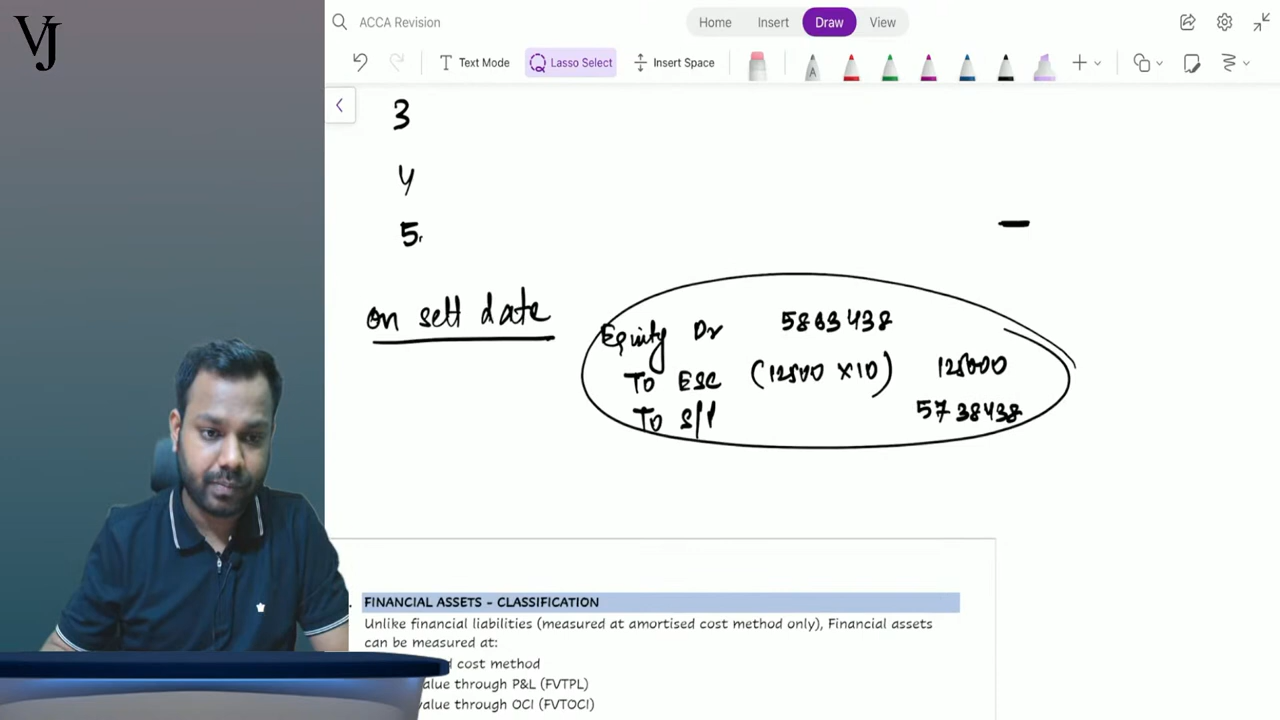 VJ
ACCA Revision
Home Insert Draw View
Text Mode Lasso Select Insert Space
3
4
5.
on sett date
Equity Dr 5863438
To ESC (12500 x10) 125000
To S/P 5738438
FINANCIAL ASSETS - CLASSIFICATION
Unlike financial liabilities (measured at amortised cost method only), Financial assets
can be measured at:
cost method
value through P&L (FVTPL)
value through OCI (FVTOCI)